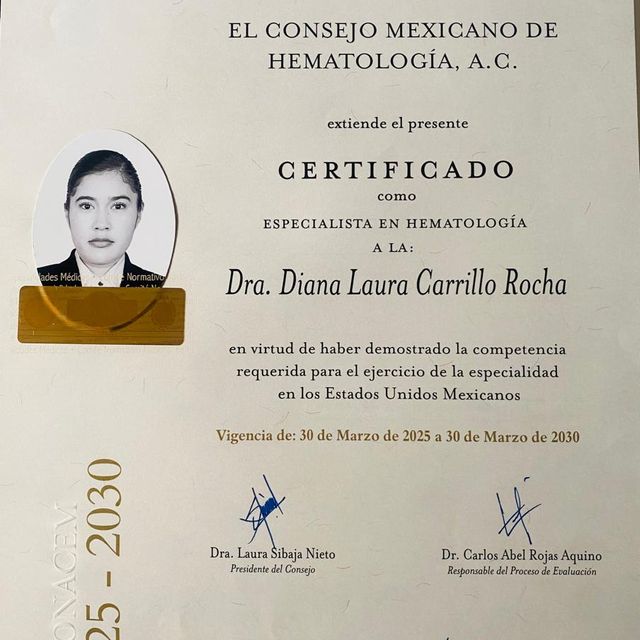 EL CONSEJO MEXICANO DE
HEMATOLOGÍA, A.C.
extiende el presente
CERTIFICADO
como
ESPECIALISTA EN HEMATOLOGÍA
A LA:
Dra. Diana Laura Carrillo Rocha
en virtud de haber demostrado la competencia
requerida para el ejercicio de la especialidad
en los Estados Unidos Mexicanos
Vigencia de: 30 de Marzo de 2025 a 30 de Marzo de 2030
Dra. Laura Sibaja Nieto
Presidente del Consejo
Dr. Carlos Abel Rojas Aquino
Responsable del Proceso de Evaluación
Normativo
ONACEM
25 - 2030